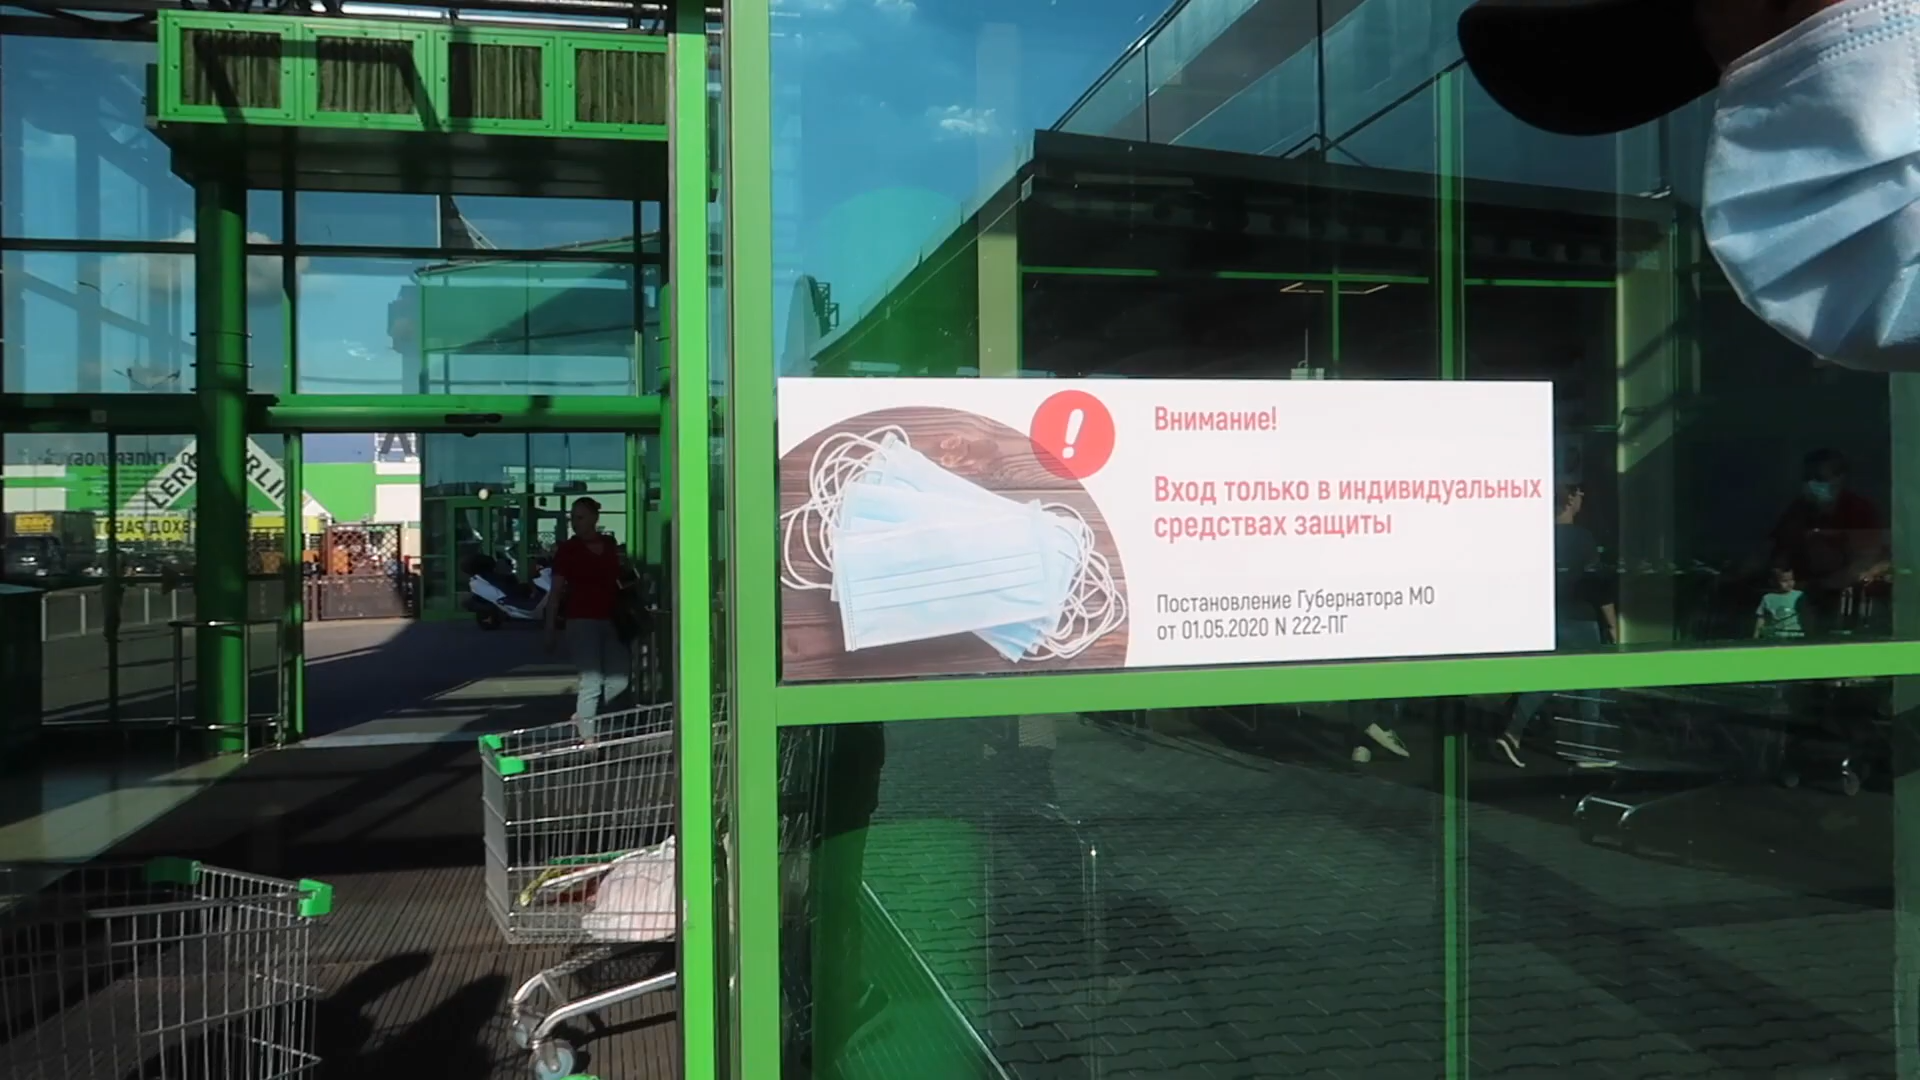 Внимание!
Вход только в индивидуальных
средствах защиты
Постановление Губернатора МО
от 01.05.2020 N 222-ПГ